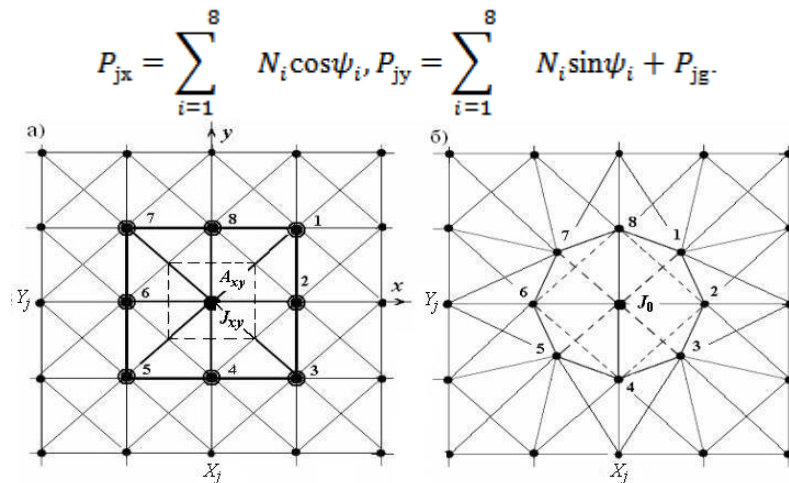 P_jx = ∑_{i=1}^{8} N_i cosψ_i, P_jy = ∑_{i=1}^{8} N_i sinψ_i + P_jg.
а) y б)
7 8 1 8
7 1
A_xy 2 x
Y_j 6 J_xy Y_j 6 J_0 2
5 3
5 4 3 4
X_j X_j